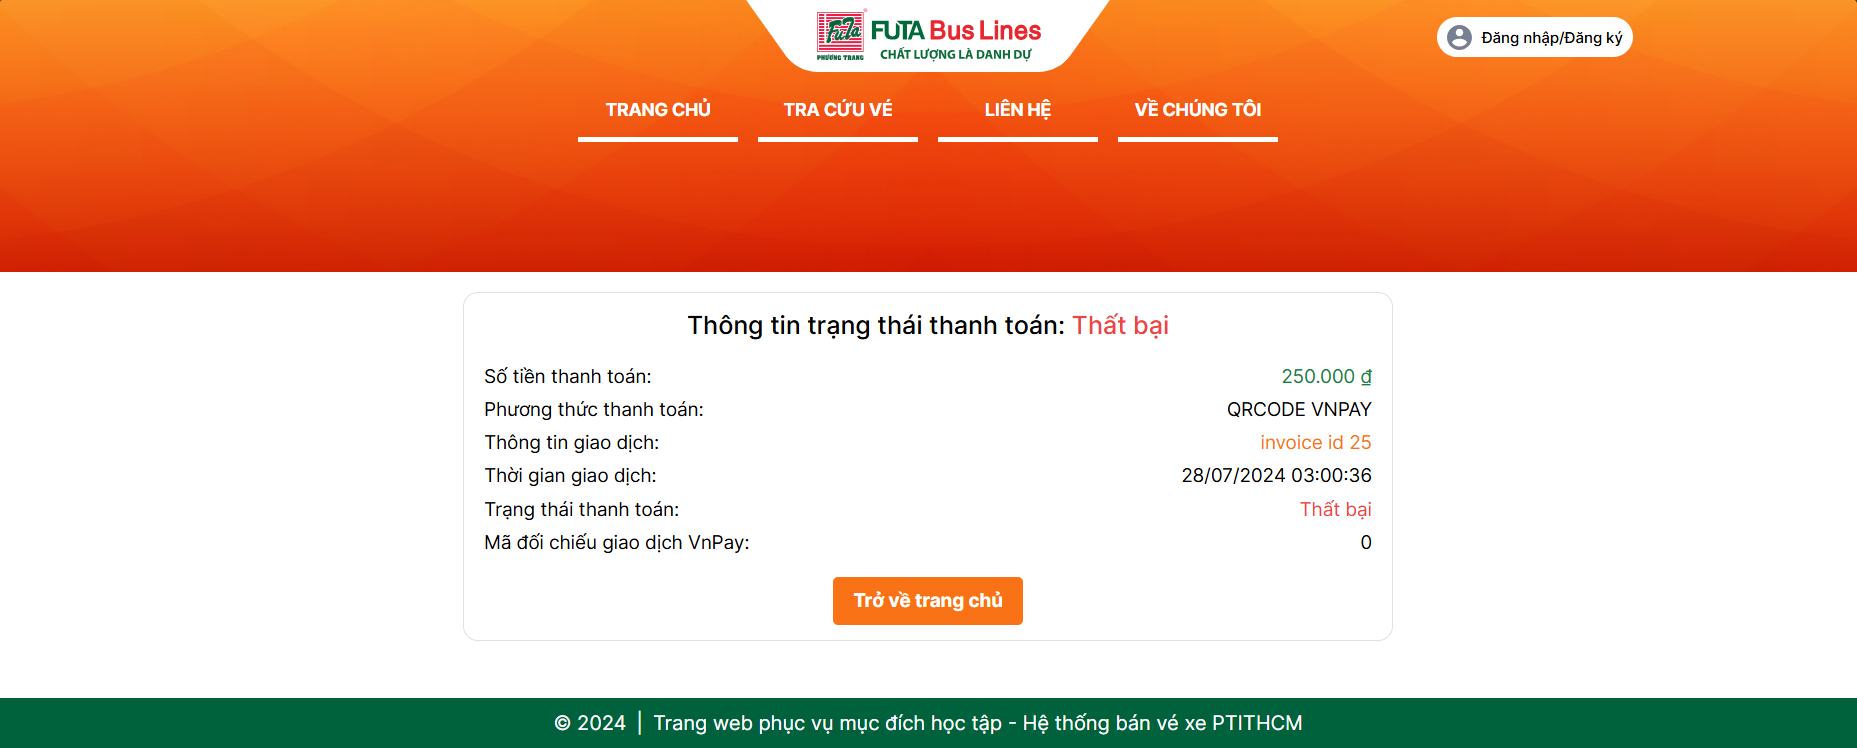 FuTa
PHƯƠNG TRANG
FUTA Bus Lines
CHẤT LƯỢNG LÀ DANH DỰ
Đăng nhập/Đăng ký
TRANG CHỦ
TRA CỨU VÉ
LIÊN HỆ
VỀ CHÚNG TÔI
Thông tin trạng thái thanh toán: Thất bại
Số tiền thanh toán: 250.000 ₫
Phương thức thanh toán: QRCODE VNPAY
Thông tin giao dịch: invoice id 25
Thời gian giao dịch: 28/07/2024 03:00:36
Trạng thái thanh toán: Thất bại
Mã đối chiếu giao dịch VnPay: 0
Trở về trang chủ
© 2024 | Trang web phục vụ mục đích học tập - Hệ thống bán vé xe PTITHCM